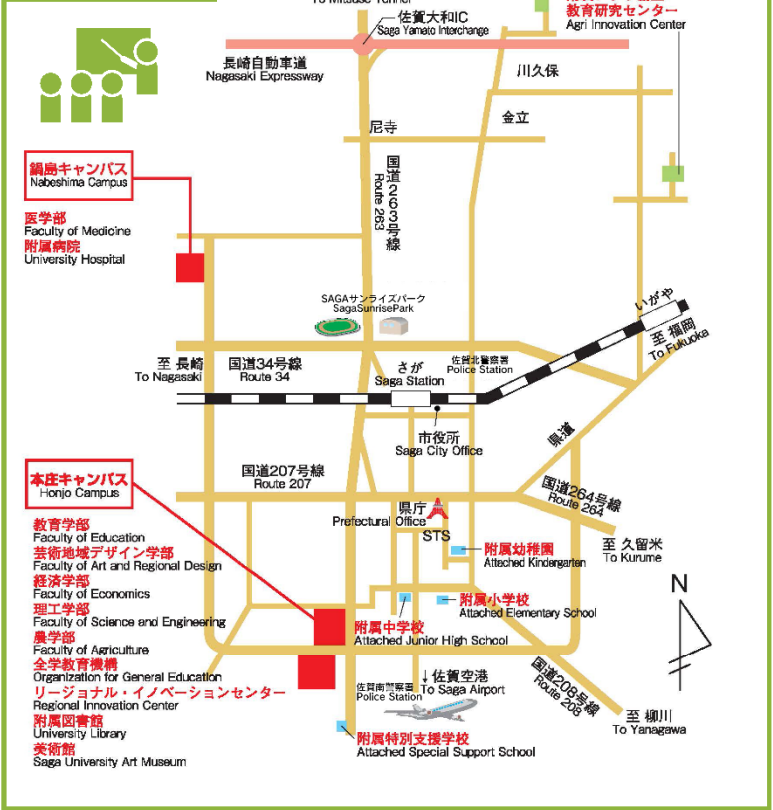 To Mitsuse Tunnel
佐賀大和IC
Saga Yamato Interchange
教育研究センター
Agri Innovation Center
長崎自動車道
Nagasaki Expressway
川久保
金立
尼寺
国道263号線
Route 263
鍋島キャンパス
Nabeshima Campus
医学部
Faculty of Medicine
附属病院
University Hospital
SAGAサンライズパーク
SagaSunrisePark
いがや
至 福岡
To Fukuoka
至 長崎
To Nagasaki
国道34号線
Route 34
さが
Saga Station
佐賀北警察署
Police Station
市役所
Saga City Office
県道
国道207号線
Route 207
本庄キャンパス
Honjo Campus
県庁
Prefectural Office
STS
国道264号線
Route 264
至 久留米
To Kurume
教育学部
Faculty of Education
芸術地域デザイン学部
Faculty of Art and Regional Design
経済学部
Faculty of Economics
理工学部
Faculty of Science and Engineering
農学部
Faculty of Agriculture
全学教育機構
Organization for General Education
リージョナル・イノベーションセンター
Regional Innovation Center
附属図書館
University Library
美術館
Saga University Art Museum
附属幼稚園
Attached Kindergarten
附属小学校
Attached Elementary School
附属中学校
Attached Junior High School
N
佐賀南警察署
Police Station
↓佐賀空港
To Saga Airport
国道208号線
Route 208
至 柳川
To Yanagawa
附属特別支援学校
Attached Special Support School